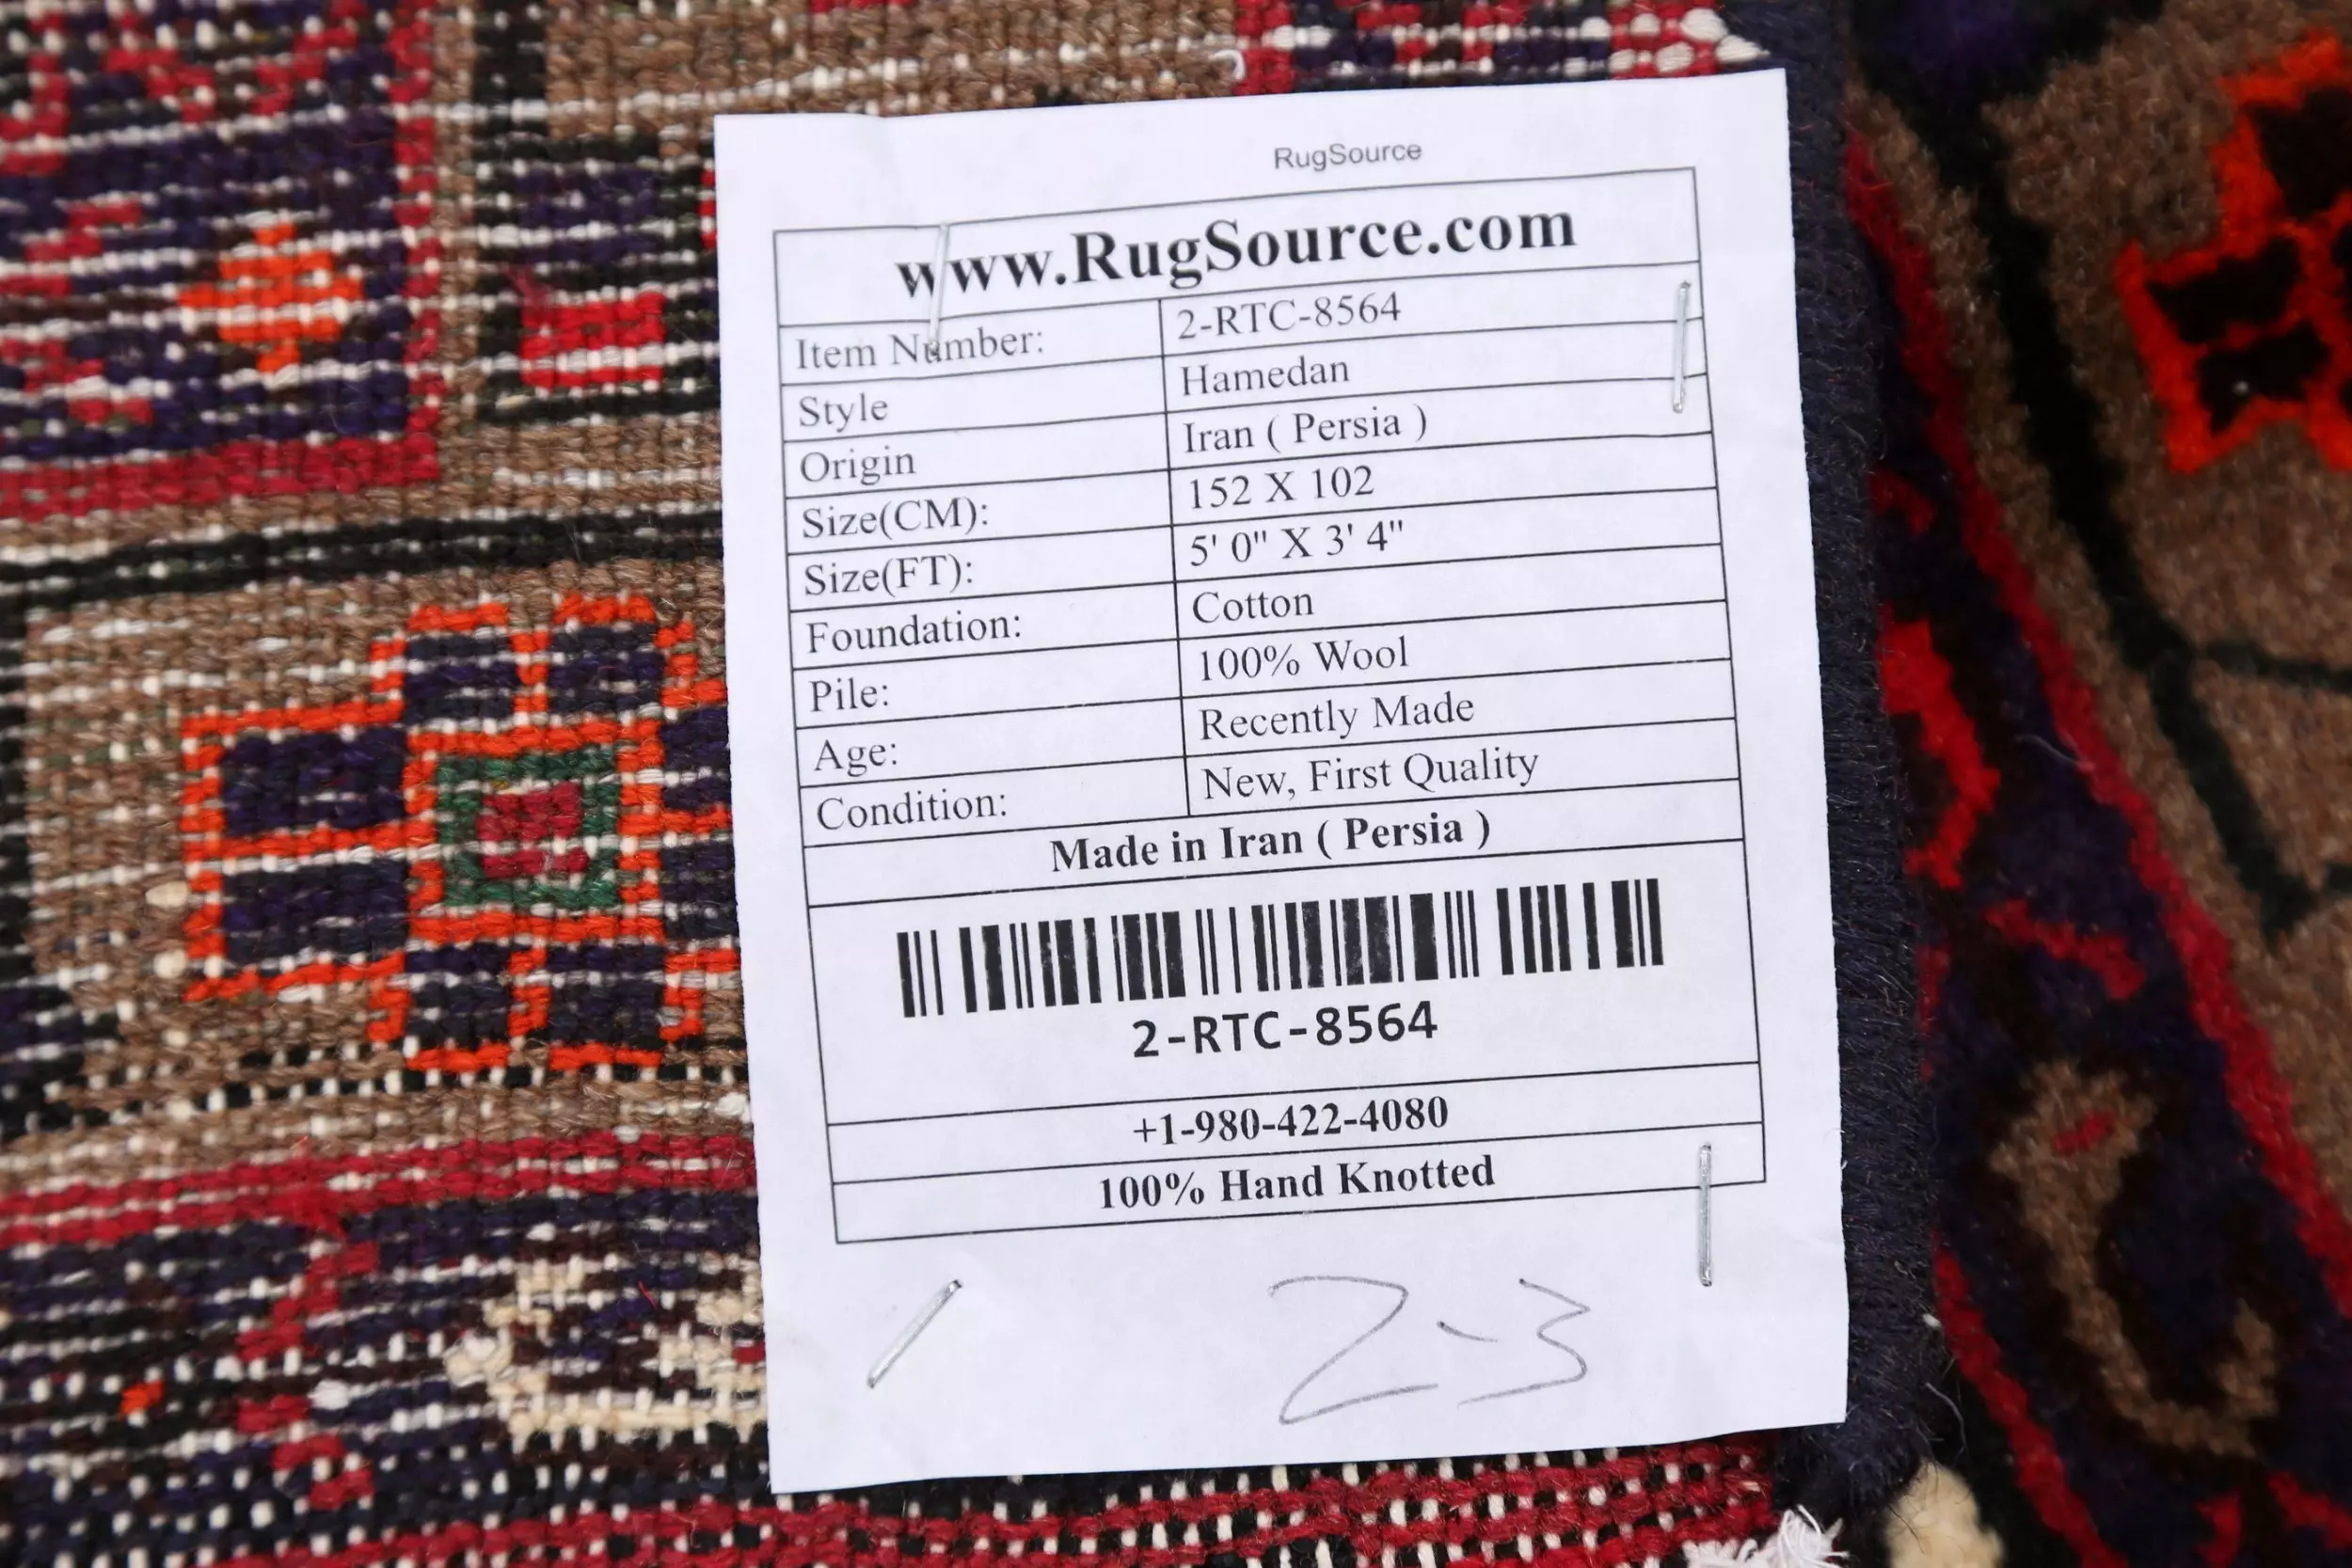 RugSource
www.RugSource.com
Item Number: 2-RTC-8564
Style Hamedan
Origin Iran ( Persia )
Size(CM): 152 X 102
Size(FT): 5' 0" X 3' 4"
Foundation: Cotton
Pile: 100% Wool
Age: Recently Made
Condition: New, First Quality
Made in Iran ( Persia )
2-RTC-8564
+1-980-422-4080
100% Hand Knotted
2-3